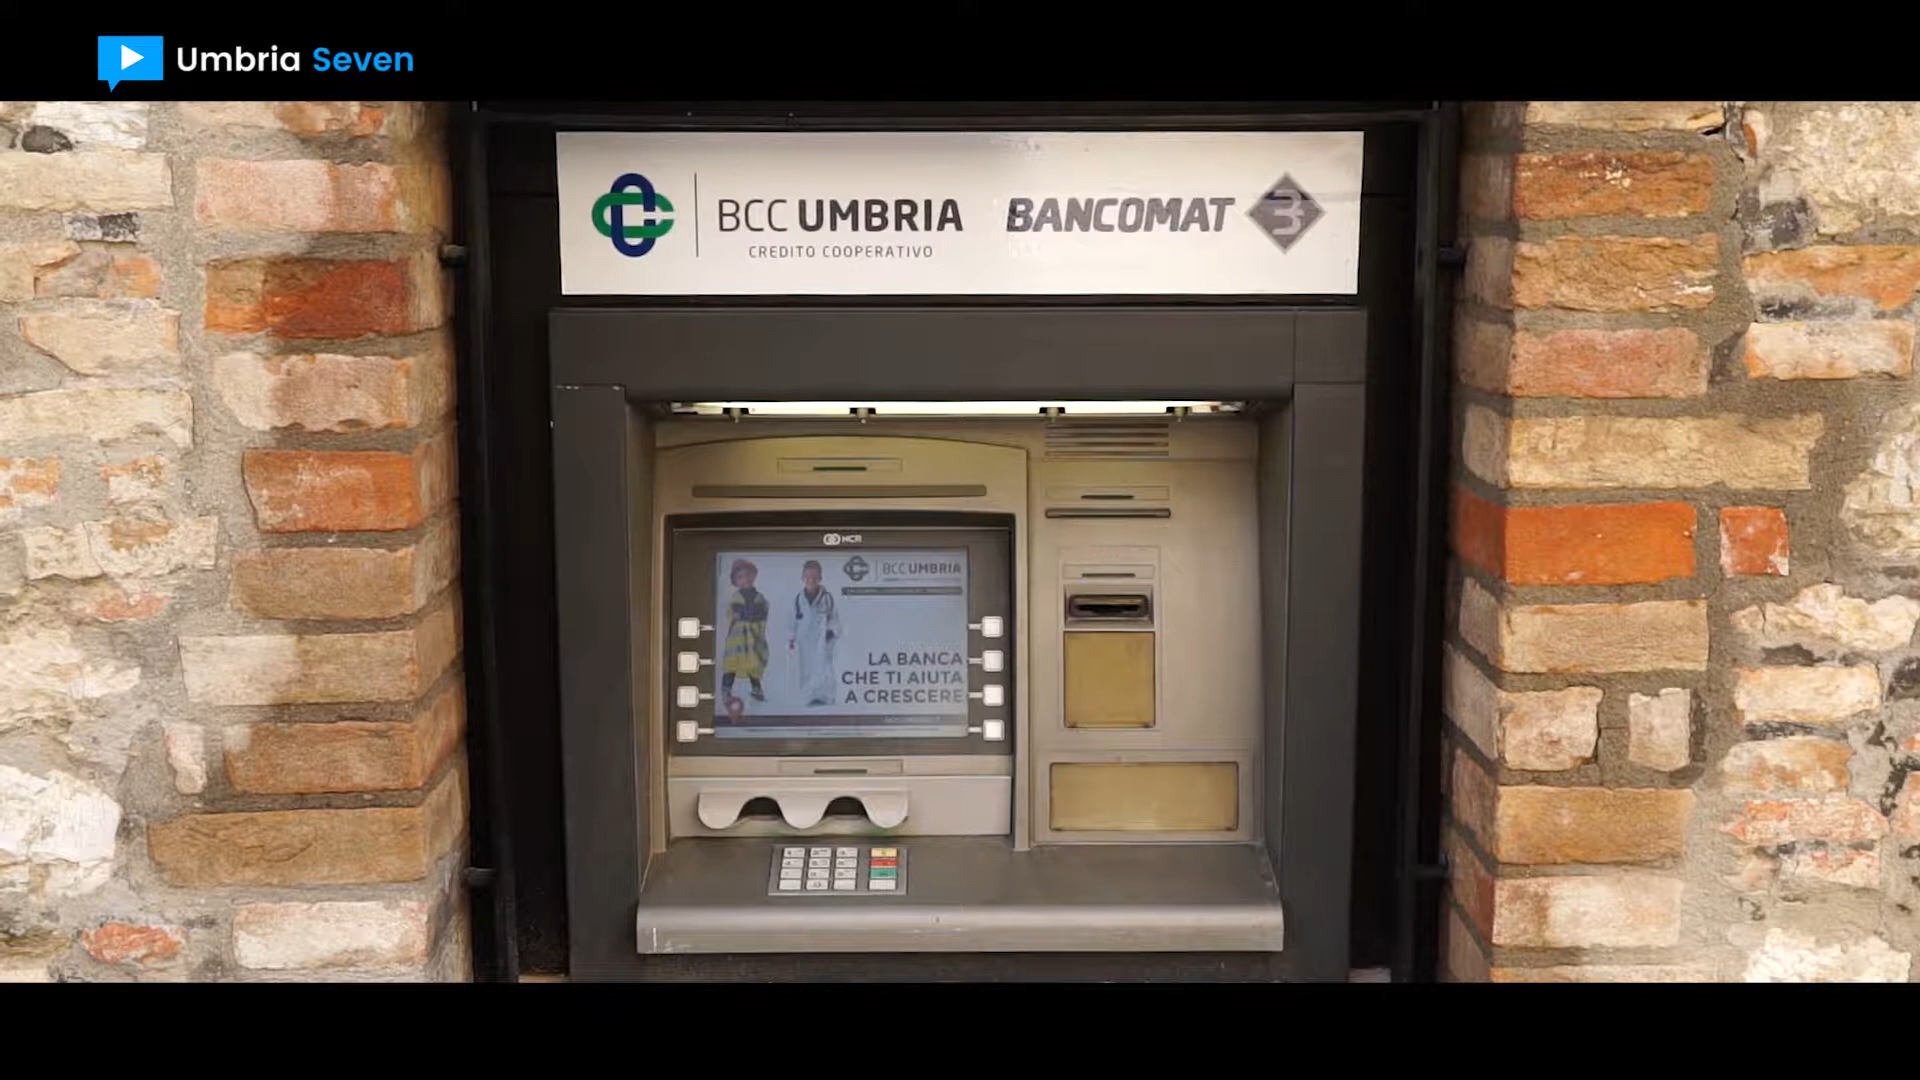 Umbria Seven
BCC UMBRIA
CREDITO COOPERATIVO
BANCOMAT
NCR
BCC UMBRIA
LA BANCA
CHE TI AIUTA
A CRESCERE